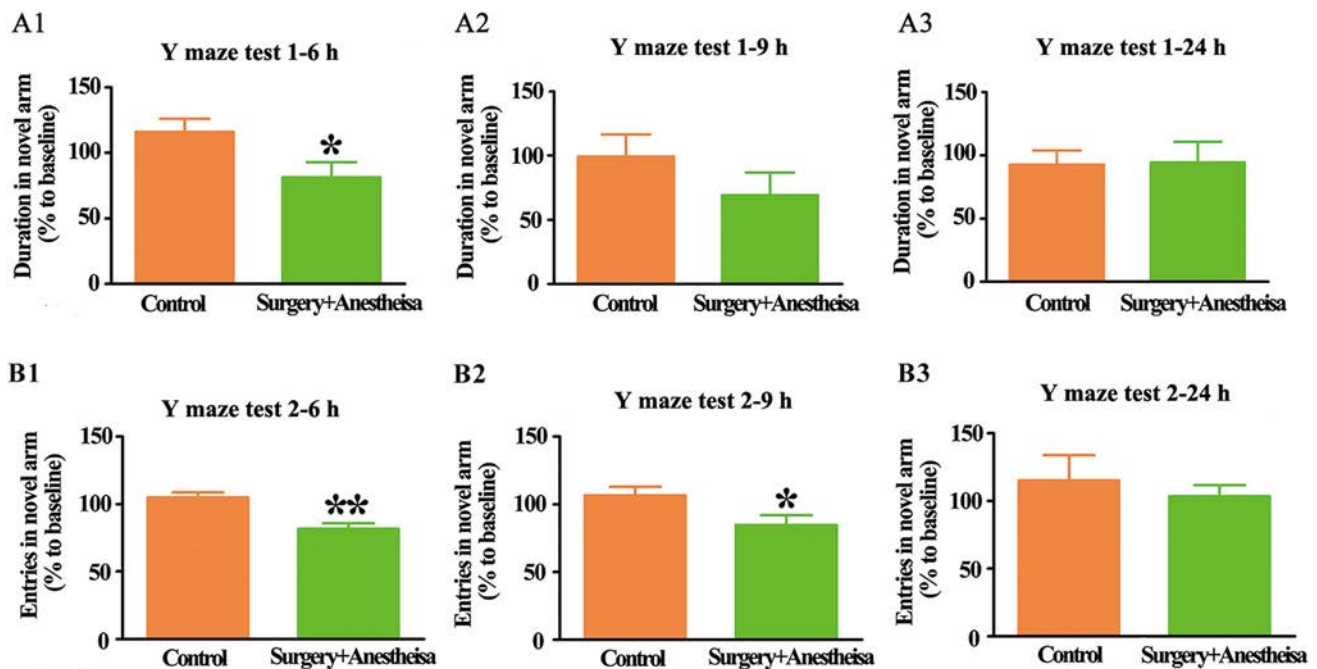 A1
Y maze test 1-6 h
Duration in novel arm
(% to baseline)
150
100
50
0
*
Control
Surgery+Anestheisa
A2
Y maze test 1-9 h
Duration in novel arm
(% to baseline)
150
100
50
0
Control
Surgery+Anestheisa
A3
Y maze test 1-24 h
Duration in novel arm
(% to baseline)
150
100
50
0
Control
Surgery+Anestheisa
B1
Y maze test 2-6 h
Entries in novel arm
(% to baseline)
150
100
50
0
**
Control
Surgery+Anestheisa
B2
Y maze test 2-9 h
Entries in novel arm
(% to baseline)
150
100
50
0
*
Control
Surgery+Anestheisa
B3
Y maze test 2-24 h
Entries in novel arm
(% to baseline)
150
100
50
0
Control
Surgery+Anestheisa